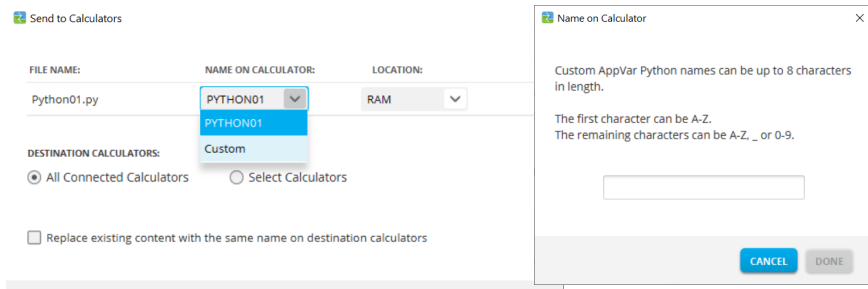 Send to Calculators
FILE NAME: NAME ON CALCULATOR: LOCATION:
Python01.py PYTHON01 RAM
PYTHON01
Custom
DESTINATION CALCULATORS:
All Connected Calculators Select Calculators
Replace existing content with the same name on destination calculators
Name on Calculator
Custom AppVar Python names can be up to 8 characters
in length.
The first character can be A-Z.
The remaining characters can be A-Z, _ or 0-9.
CANCEL DONE